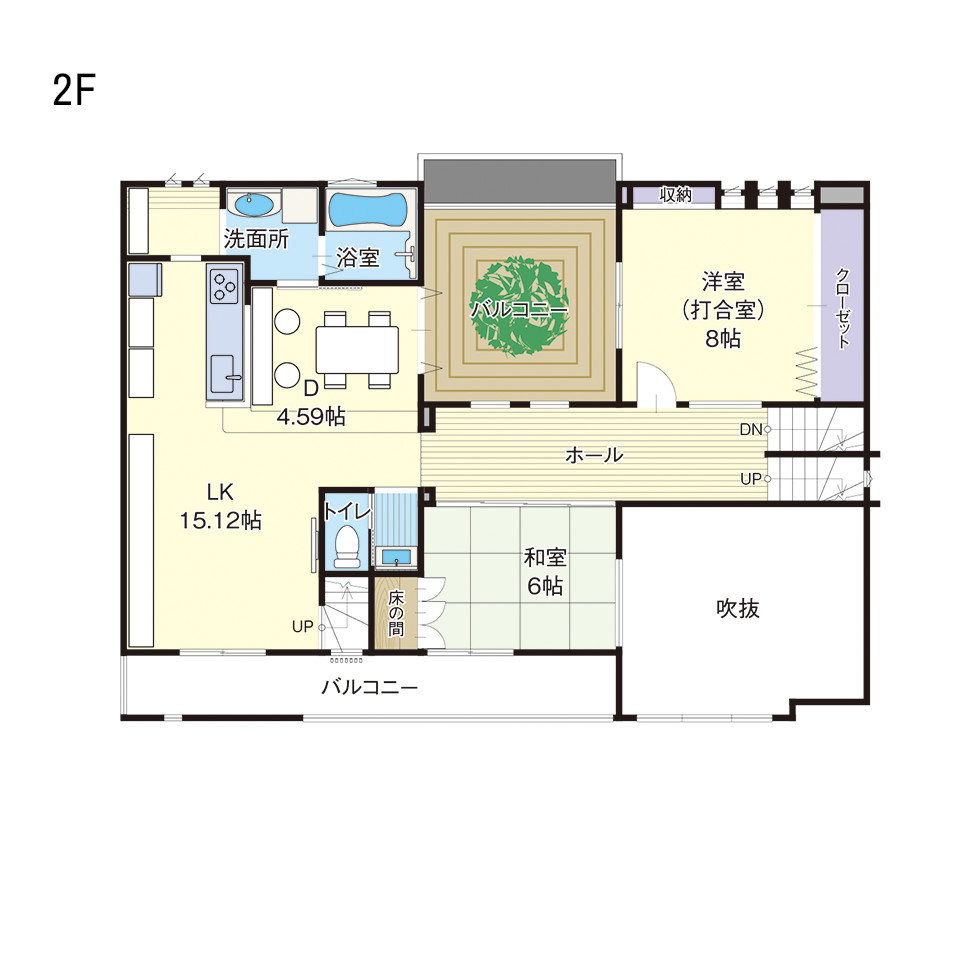 2F
収納
洗面所
浴室
バルコニー
洋室
（打合室）
8帖
クローゼット
D
4.59帖
DN
ホール
UP
LK
15.12帖
トイレ
和室
6帖
床の間
吹抜
UP
バルコニー